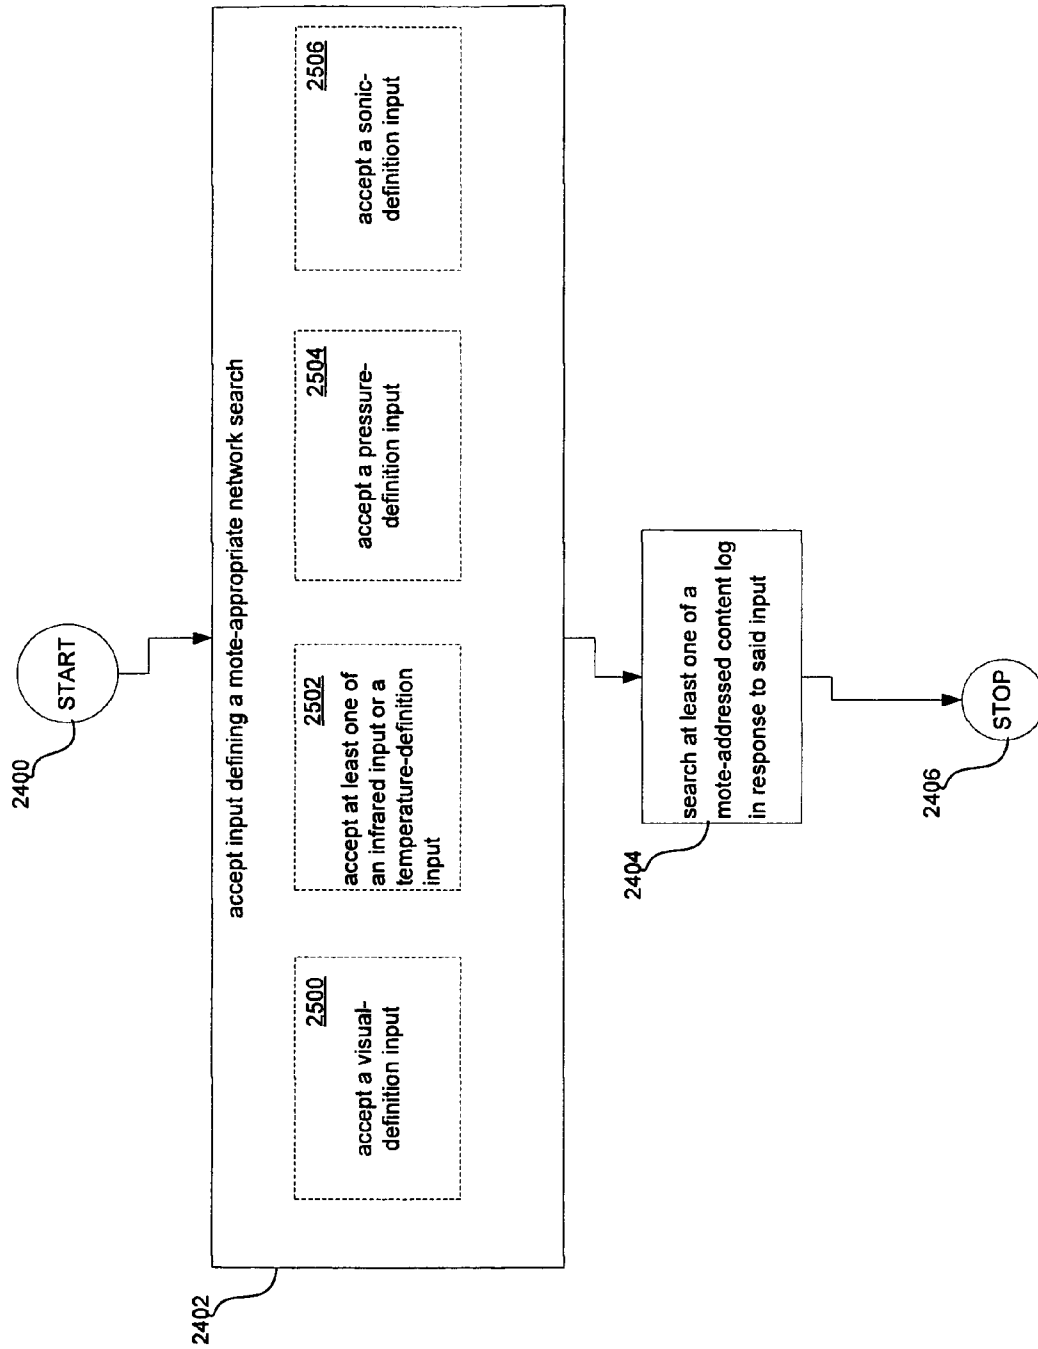 2400
START
2402
accept input defining a mote-appropriate network search
2500
accept a visual-
definition input
2502
accept at least one of
an infrared input or a
temperature-definition
input
2504
accept a pressure-
definition input
2506
accept a sonic-
definition input
2404
search at least one of a
mote-addressed content log
in response to said input
2406
STOP